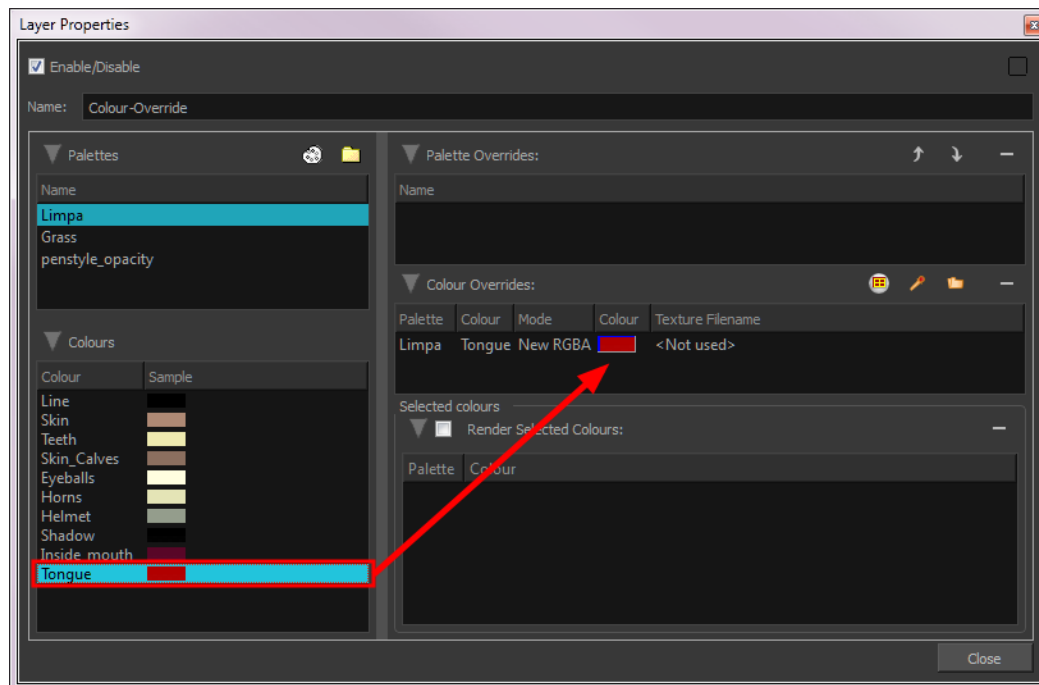 Layer Properties
Enable/Disable
Name: Colour-Override
Palettes
Name
Limpa
Grass
penstyle_opacity
Colours
Colour Sample
Line
Skin
Teeth
Skin_Calves
Eyeballs
Horns
Helmet
Shadow
Inside_mouth
Tongue
Palette Overrides:
Name
Colour Overrides:
Palette Colour Mode Colour Texture Filename
Limpa Tongue New RGBA <Not used>
Selected colours
Render Selected Colours:
Palette Colour
Close